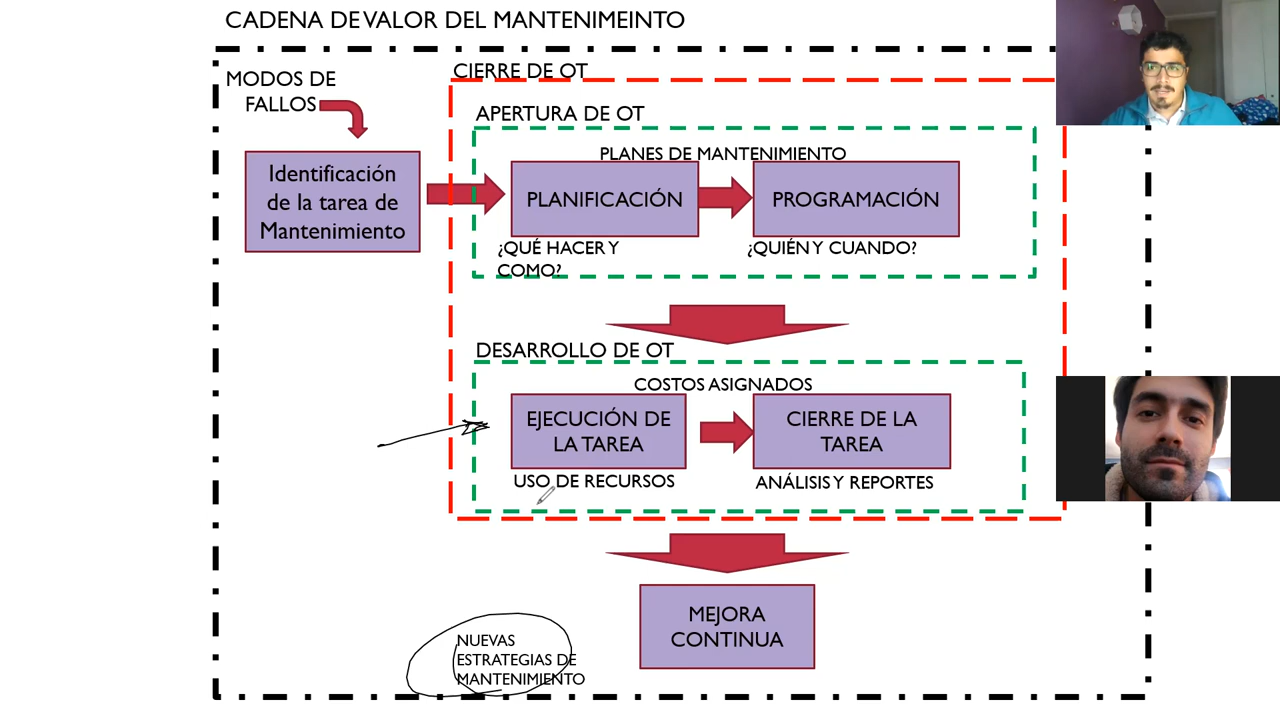 CADENA DE VALOR DEL MANTENIMEINTO
MODOS DE
FALLOS
CIERRE DE OT
APERTURA DE OT
PLANES DE MANTENIMIENTO
Identificación
de la tarea de
Mantenimiento
PLANIFICACIÓN
PROGRAMACIÓN
¿QUÉ HACER Y
COMO?
¿QUIÉN Y CUANDO?
DESARROLLO DE OT
COSTOS ASIGNADOS
EJECUCIÓN DE
LA TAREA
CIERRE DE LA
TAREA
USO DE RECURSOS
ANÁLISIS Y REPORTES
MEJORA
CONTINUA
NUEVAS
ESTRATEGIAS DE
MANTENIMIENTO